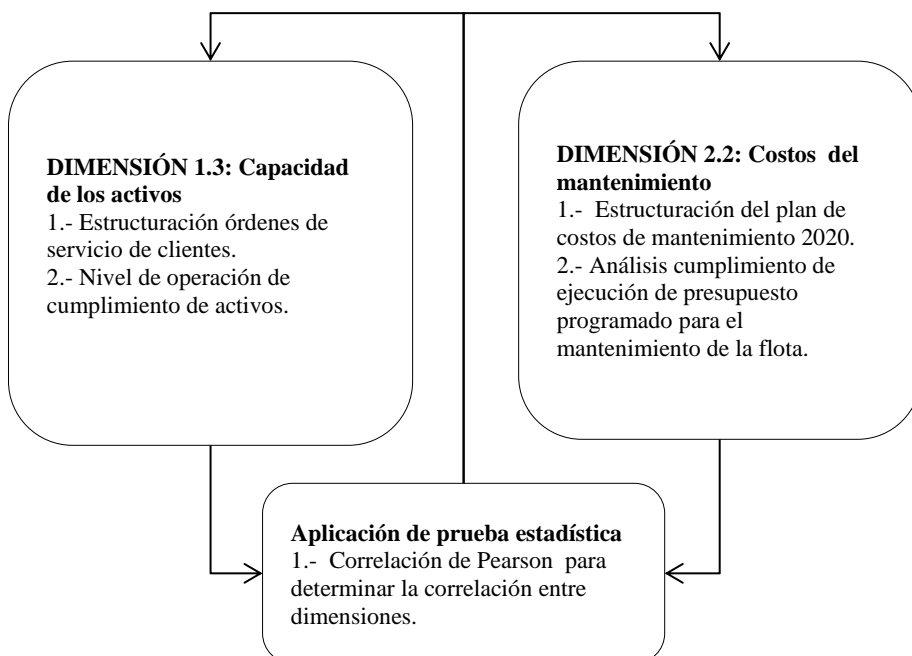 DIMENSIÓN 1.3: Capacidad
de los activos
1.- Estructuración órdenes de
servicio de clientes.
2.- Nivel de operación de
cumplimiento de activos.
DIMENSIÓN 2.2: Costos del
mantenimiento
1.- Estructuración del plan de
costos de mantenimiento 2020.
2.- Análisis cumplimiento de
ejecución de presupuesto
programado para el
mantenimiento de la flota.
Aplicación de prueba estadística
1.- Correlación de Pearson para
determinar la correlación entre
dimensiones.